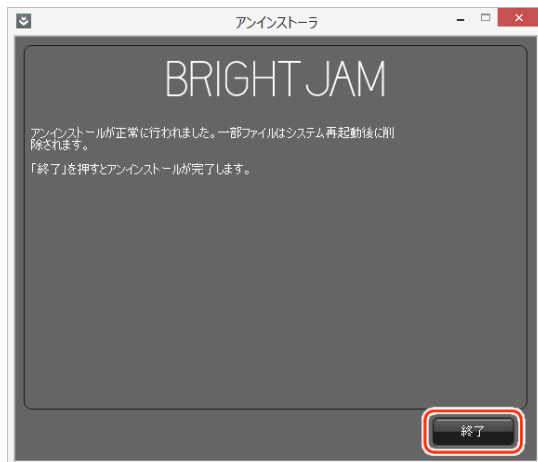 アンインストーラ
BRIGHT JAM
アンインストールが正常に行われました。一部ファイルはシステム再起動後に削
除されます。
「終了」を押すとアンインストールが完了します。
終了